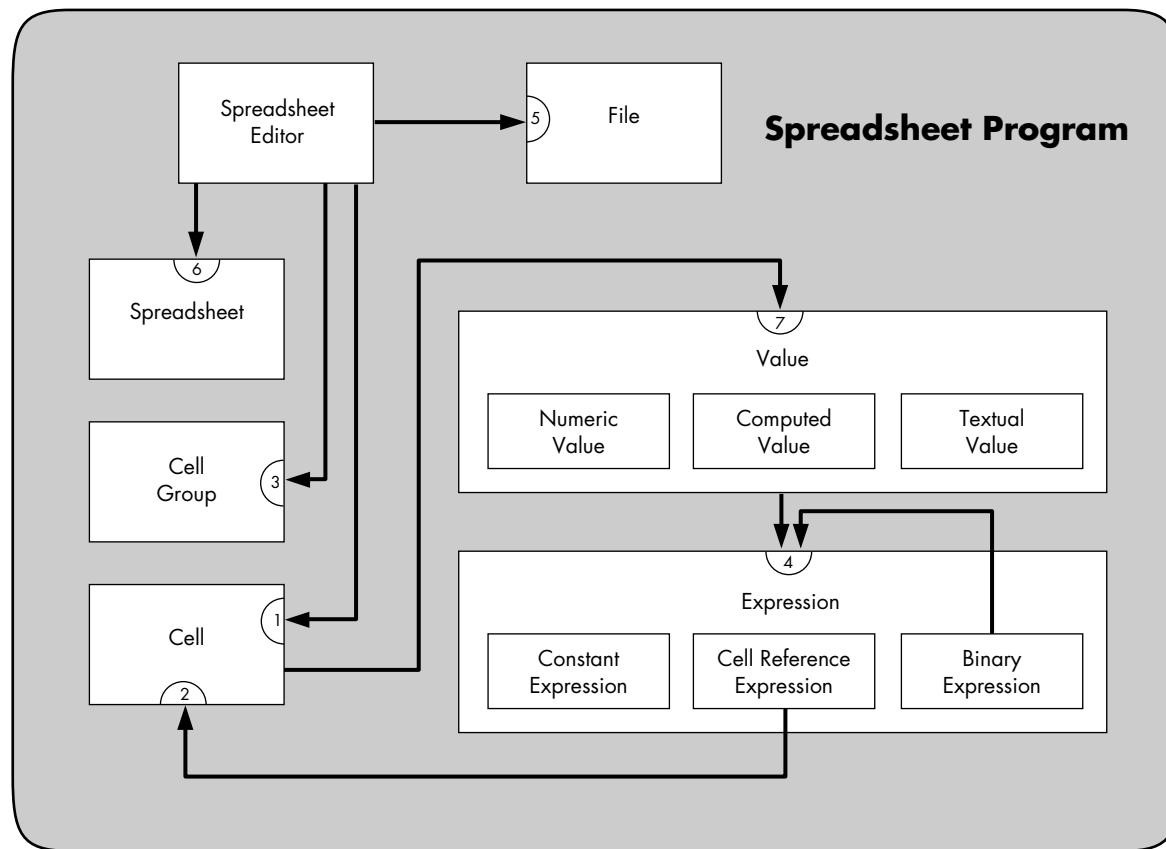 Spreadsheet
Editor
5
File
Spreadsheet Program
6
Spreadsheet
7
Value
Numeric
Value
Computed
Value
Textual
Value
Cell
Group
3
4
Expression
Constant
Expression
Cell Reference
Expression
Binary
Expression
1
Cell
2